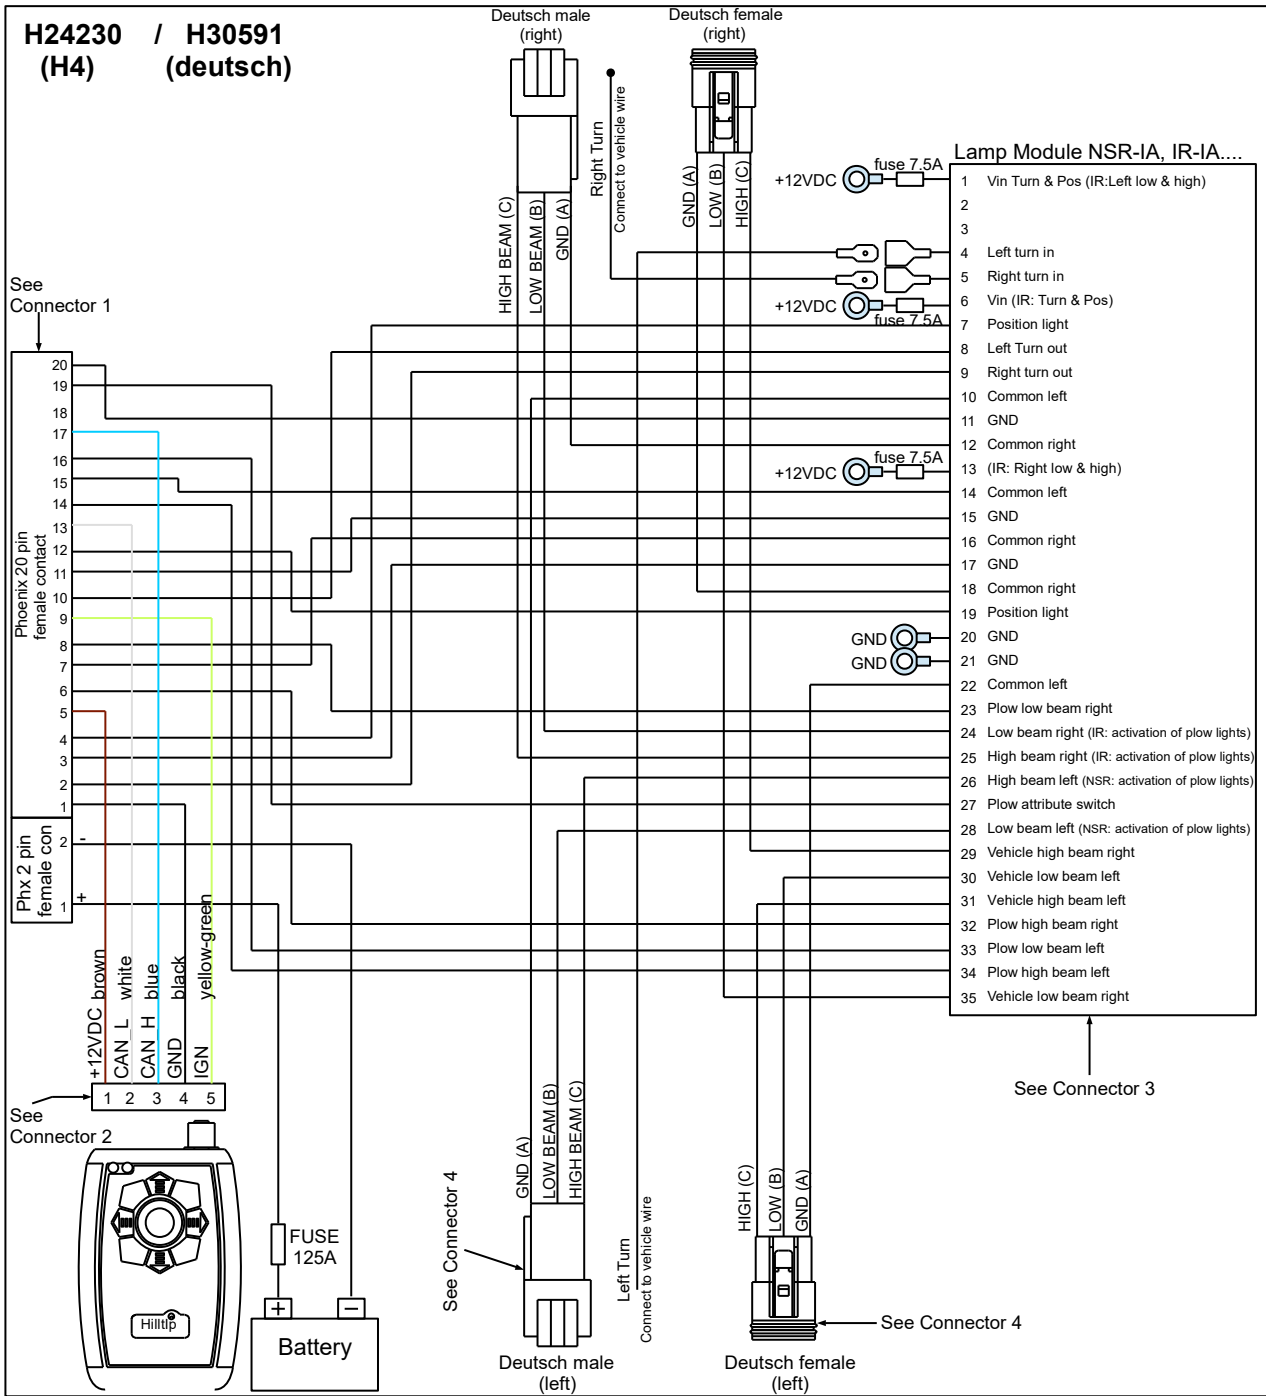 H24230 / H30591
(H4) (deutsch)
Deutsch male
(right)
Deutsch female
(right)
Right Turn
Connect to vehicle wire
HIGH BEAM (C)
LOW BEAM (B)
GND (A)
GND (A)
LOW (B)
HIGH (C)
Lamp Module NSR-IA, IR-IA....
+12VDC
fuse 7.5A
1 Vin Turn & Pos (IR:Left low & high)
2
3
4 Left turn in
5 Right turn in
+12VDC
fuse 7.5A
6 Vin (IR: Turn & Pos)
7 Position light
8 Left Turn out
9 Right turn out
10 Common left
11 GND
12 Common right
+12VDC
fuse 7.5A
13 (IR: Right low & high)
14 Common left
15 GND
16 Common right
17 GND
18 Common right
19 Position light
GND
20 GND
GND
21 GND
22 Common left
23 Plow low beam right
24 Low beam right (IR: activation of plow lights)
25 High beam right (IR: activation of plow lights)
26 High beam left (NSR: activation of plow lights)
27 Plow attribute switch
28 Low beam left (NSR: activation of plow lights)
29 Vehicle high beam right
30 Vehicle low beam left
31 Vehicle high beam left
32 Plow high beam right
33 Plow low beam left
34 Plow high beam left
35 Vehicle low beam right
See Connector 3
See
Connector 1
Phoenix 20 pin
female contact
20
19
18
17
16
15
14
13
12
11
10
9
8
7
6
5
4
3
2
1
Phx 2 pin
female con
2 -
1 +
+12VDC brown
CAN_L white
CAN_H blue
GND black
IGN yellow-green
1 2 3 4 5
See
Connector 2
Hilltip
FUSE
125A
+ −
Battery
See Connector 4
GND (A)
LOW BEAM (B)
HIGH BEAM (C)
Deutsch male
(left)
Left Turn
Connect to vehicle wire
HIGH (C)
LOW (B)
GND (A)
See Connector 4
Deutsch female
(left)